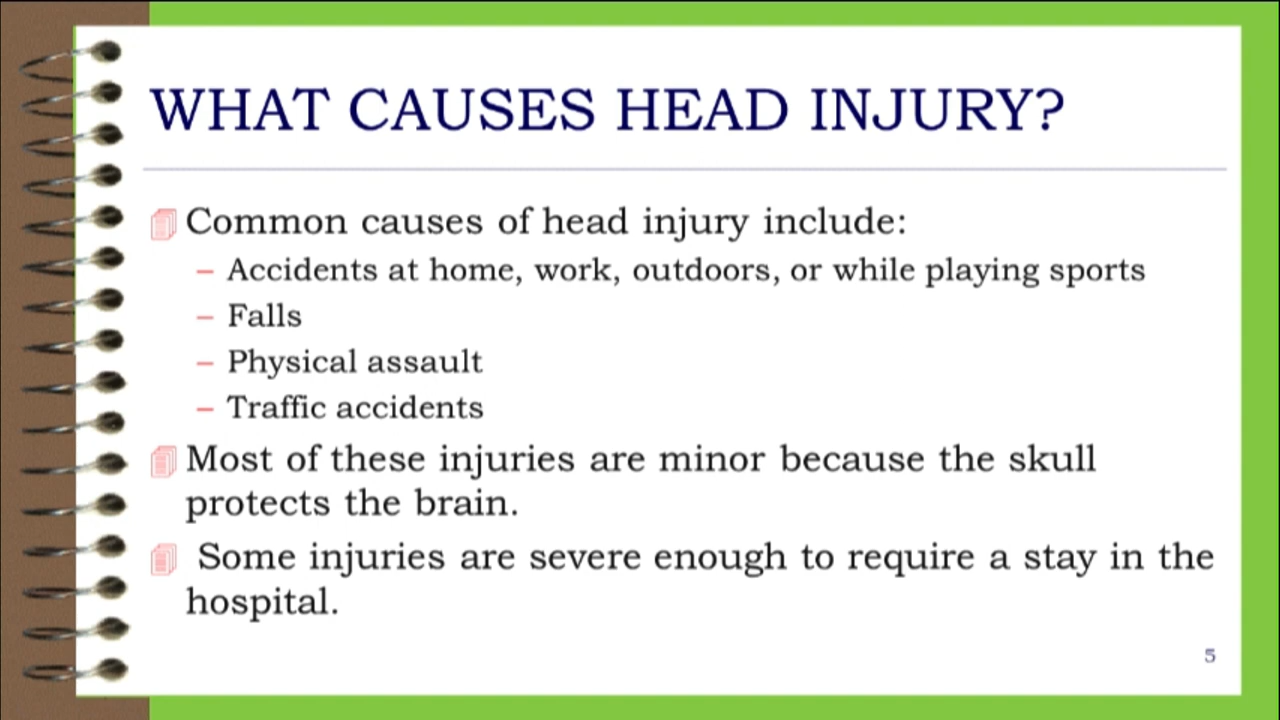 WHAT CAUSES HEAD INJURY?
Common causes of head injury include:
– Accidents at home, work, outdoors, or while playing sports
– Falls
– Physical assault
– Traffic accidents
Most of these injuries are minor because the skull
protects the brain.
Some injuries are severe enough to require a stay in the
hospital.
5